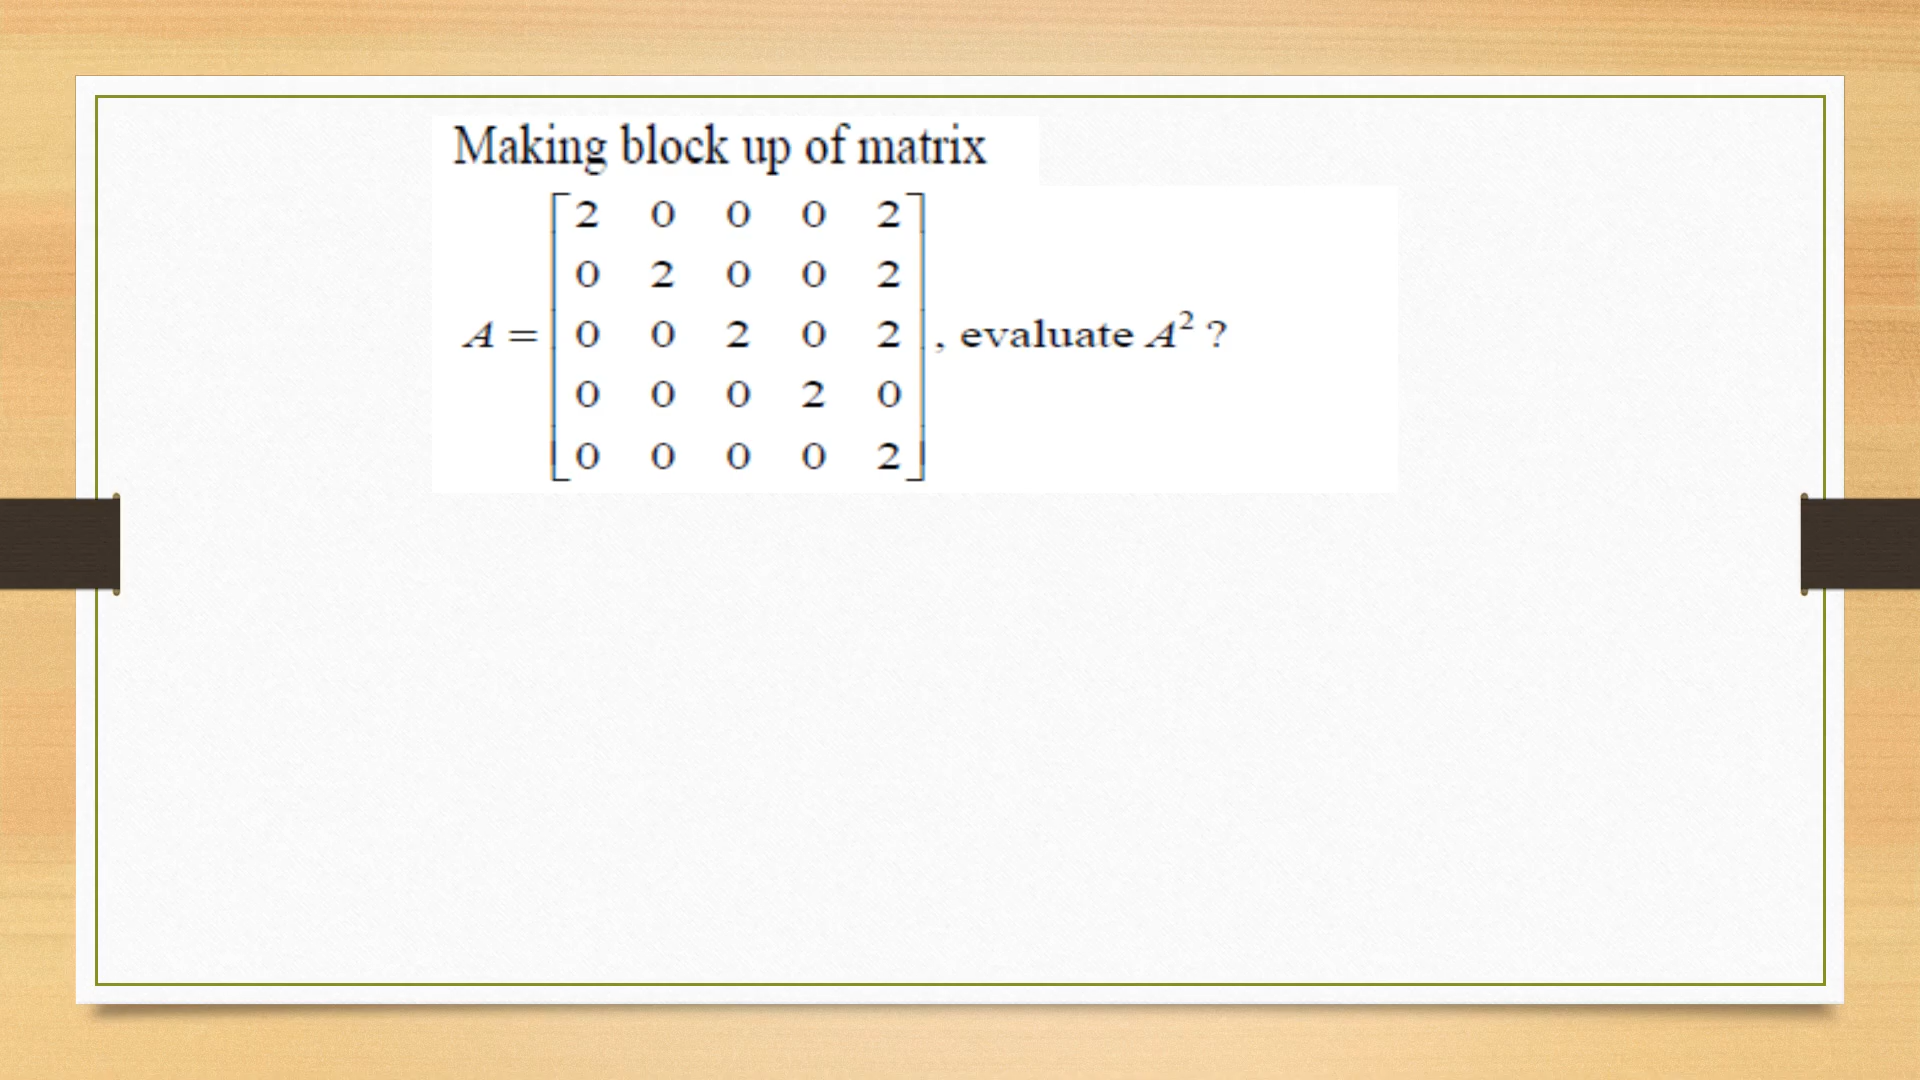 Making block up of matrix
2 0 0 0 2
0 2 0 0 2
A = 0 0 2 0 2 , evaluate A² ?
0 0 0 2 0
0 0 0 0 2